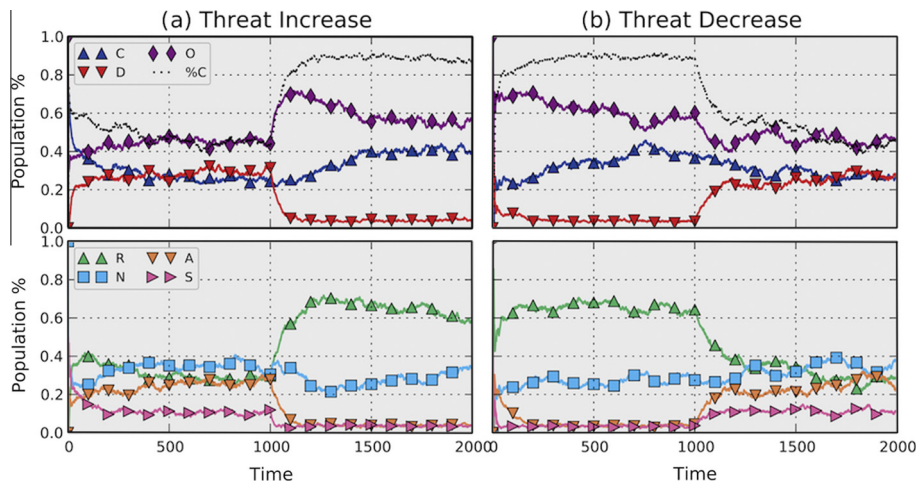 (a) Threat Increase
(b) Threat Decrease
Population %
1.0
0.8
0.6
0.4
0.2
0.0
C
O
D
%C
Population %
1.0
0.8
0.6
0.4
0.2
0.0
R
A
N
S
0
500
1000
1500
2000
0
500
1000
1500
2000
Time
Time